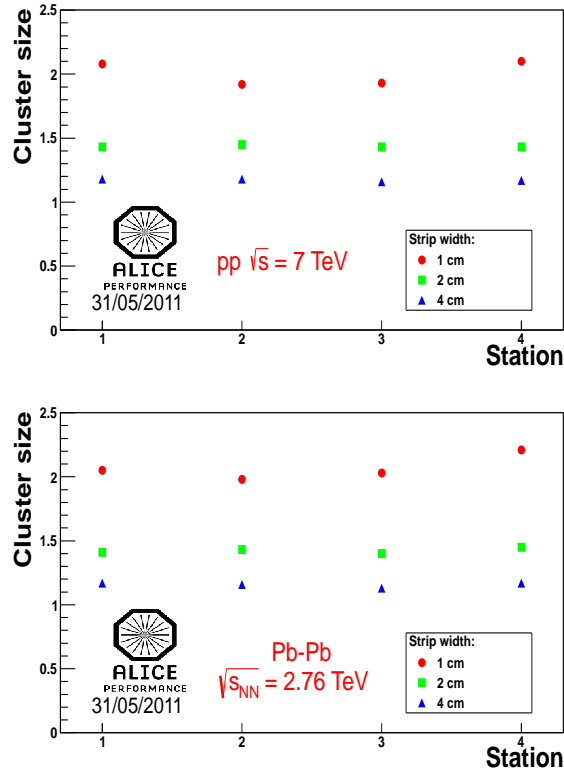 Cluster size
2.5
2
1.5
1
0.5
0
ALICE
PERFORMANCE
31/05/2011
pp √s = 7 TeV
Strip width:
1 cm
2 cm
4 cm
1 2 3 4
Station
Cluster size
2.5
2
1.5
1
0.5
0
ALICE
PERFORMANCE
31/05/2011
Pb-Pb
√sNN = 2.76 TeV
Strip width:
1 cm
2 cm
4 cm
1 2 3 4
Station